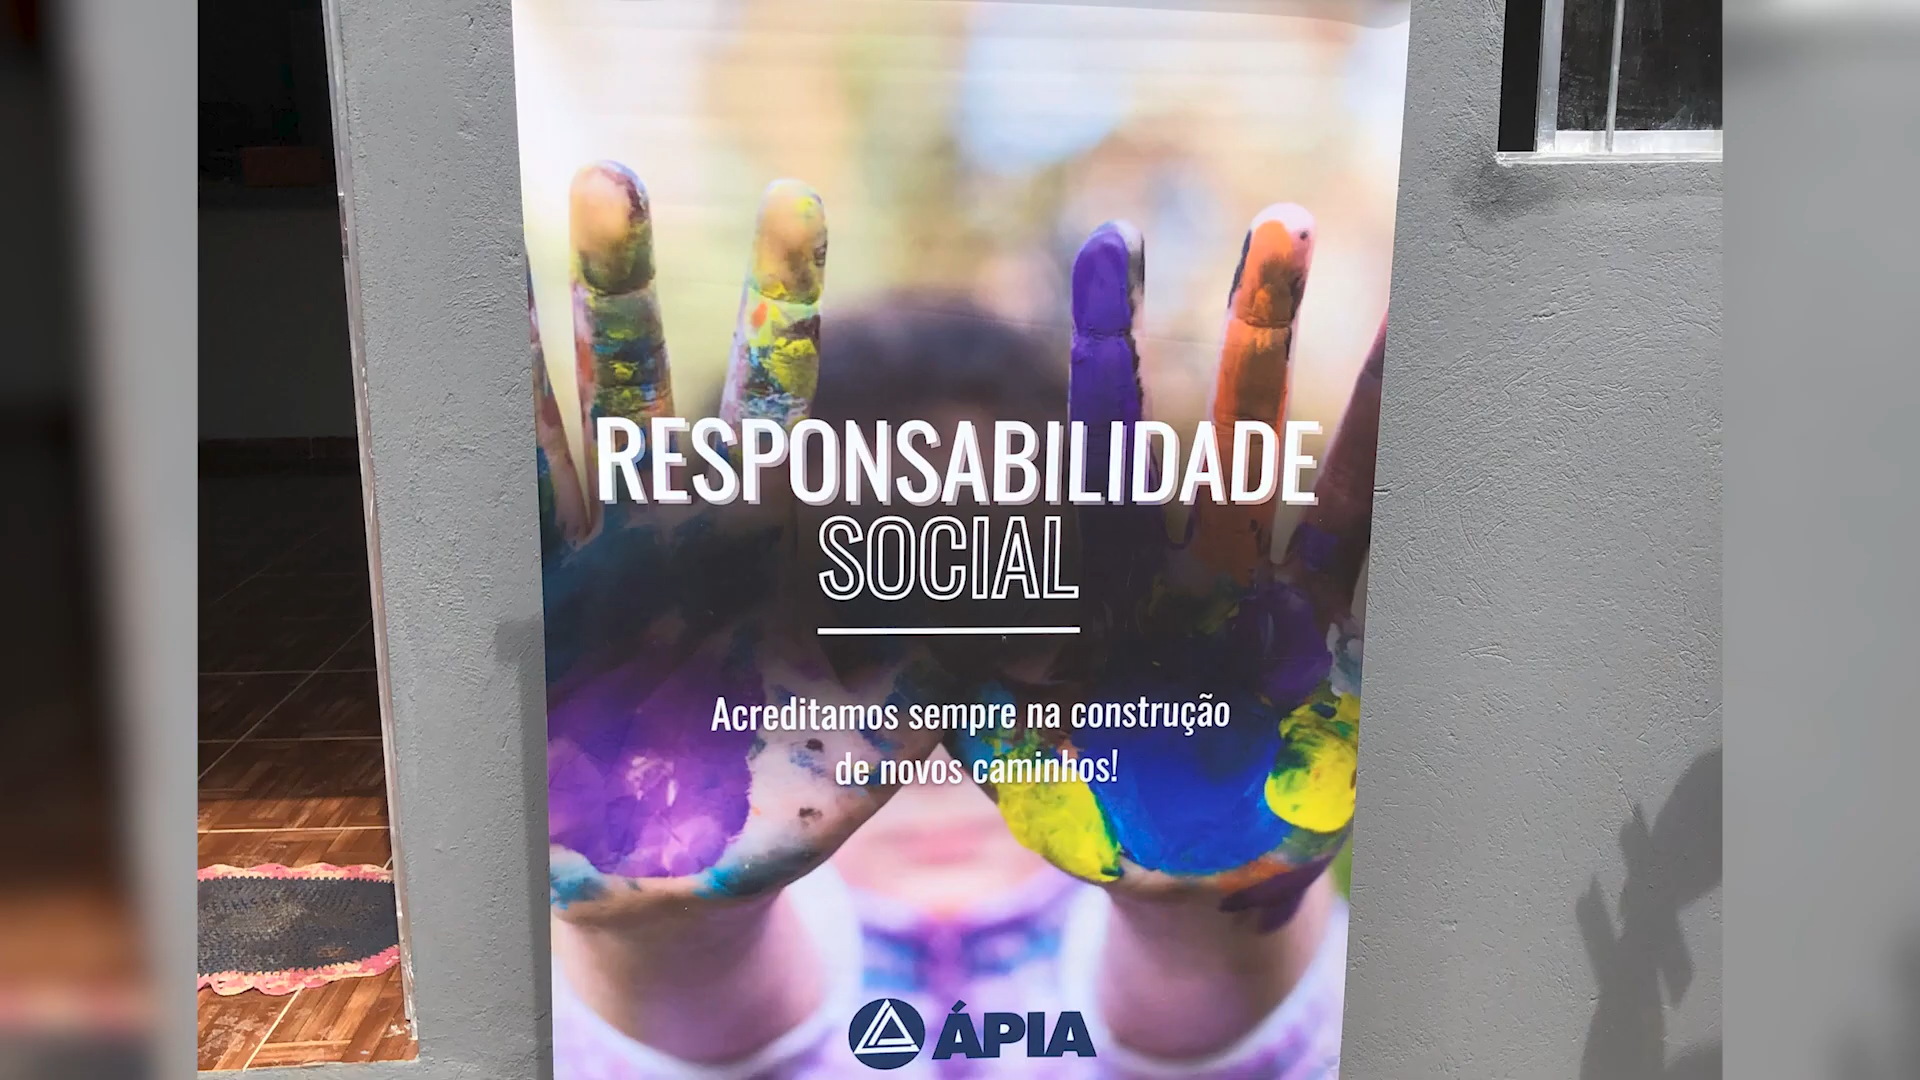 RESPONSABILIDADE
SOCIAL
Acreditamos sempre na construção
de novos caminhos!
ÁPIA